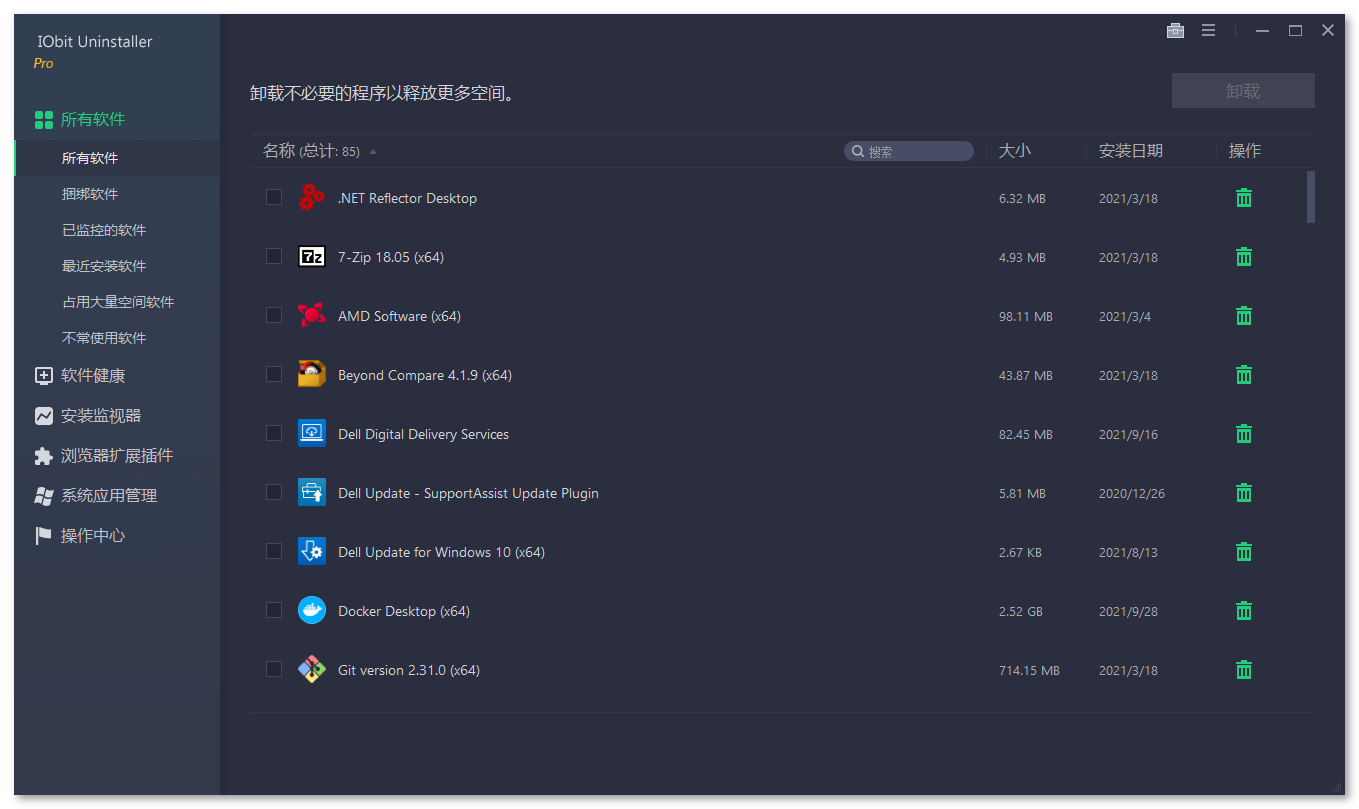 IObit Uninstaller
Pro
所有软件
所有软件
捆绑软件
已监控的软件
最近安装软件
占用大量空间软件
不常使用软件
软件健康
安装监视器
浏览器扩展插件
系统应用管理
操作中心
卸载不必要的程序以释放更多空间。
卸载
名称 (总计: 85) 搜索 大小 安装日期 操作
.NET Reflector Desktop 6.32 MB 2021/3/18
7z 7-Zip 18.05 (x64) 4.93 MB 2021/3/18
AMD Software (x64) 98.11 MB 2021/3/4
Beyond Compare 4.1.9 (x64) 43.87 MB 2021/3/18
Dell Digital Delivery Services 82.45 MB 2021/9/16
Dell Update - SupportAssist Update Plugin 5.81 MB 2020/12/26
Dell Update for Windows 10 (x64) 2.67 KB 2021/8/13
Docker Desktop (x64) 2.52 GB 2021/9/28
Git version 2.31.0 (x64) 714.15 MB 2021/3/18